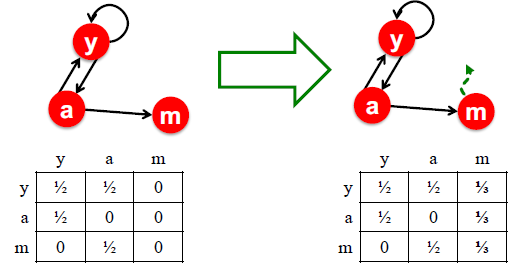 y
y
a
m
a
m
y a m
y ½ ½ 0
a ½ 0 0
m 0 ½ 0
y a m
y ½ ½ ⅓
a ½ 0 ⅓
m 0 ½ ⅓